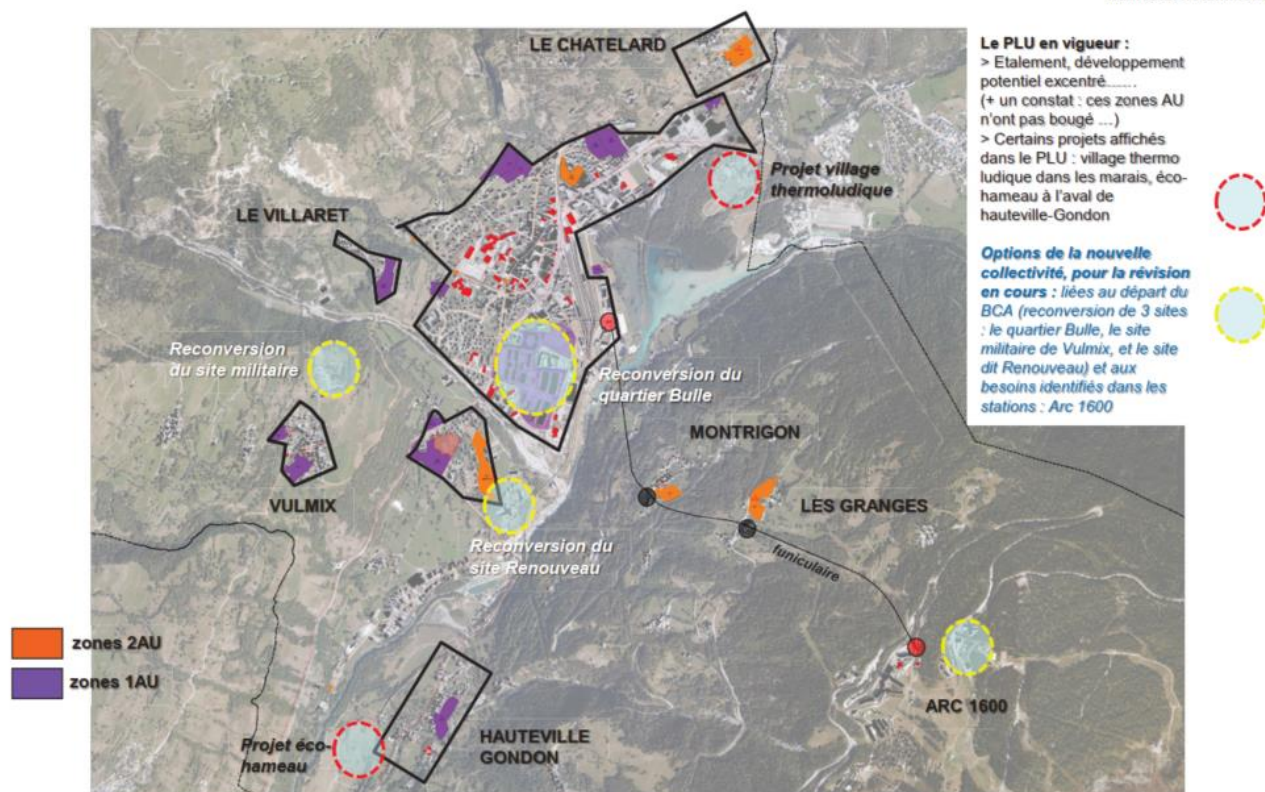 LE CHATELARD
Projet village
thermoludique
LE VILLARET
Reconversion
du site militaire
Reconversion du
quartier Bulle
MONTRIGON
VULMIX
LES GRANGES
Reconversion du
site Renouveau
funiculaire
zones 2AU
zones 1AU
ARC 1600
HAUTEVILLE
GONDON
Projet éco-
hameau
Le PLU en vigueur :
> Etalement, développement
potentiel excentré.......
(+ un constat : ces zones AU
n'ont pas bougé ...)
> Certains projets affichés
dans le PLU : village thermo
ludique dans les marais, éco-
hameau à l'aval de
hauteville-Gondon
Options de la nouvelle
collectivité, pour la révision
en cours : liées au départ du
BCA (reconversion de 3 sites
: le quartier Bulle, le site
militaire de Vulmix, et le site
dit Renouveau) et aux
besoins identifiés dans les
stations : Arc 1600